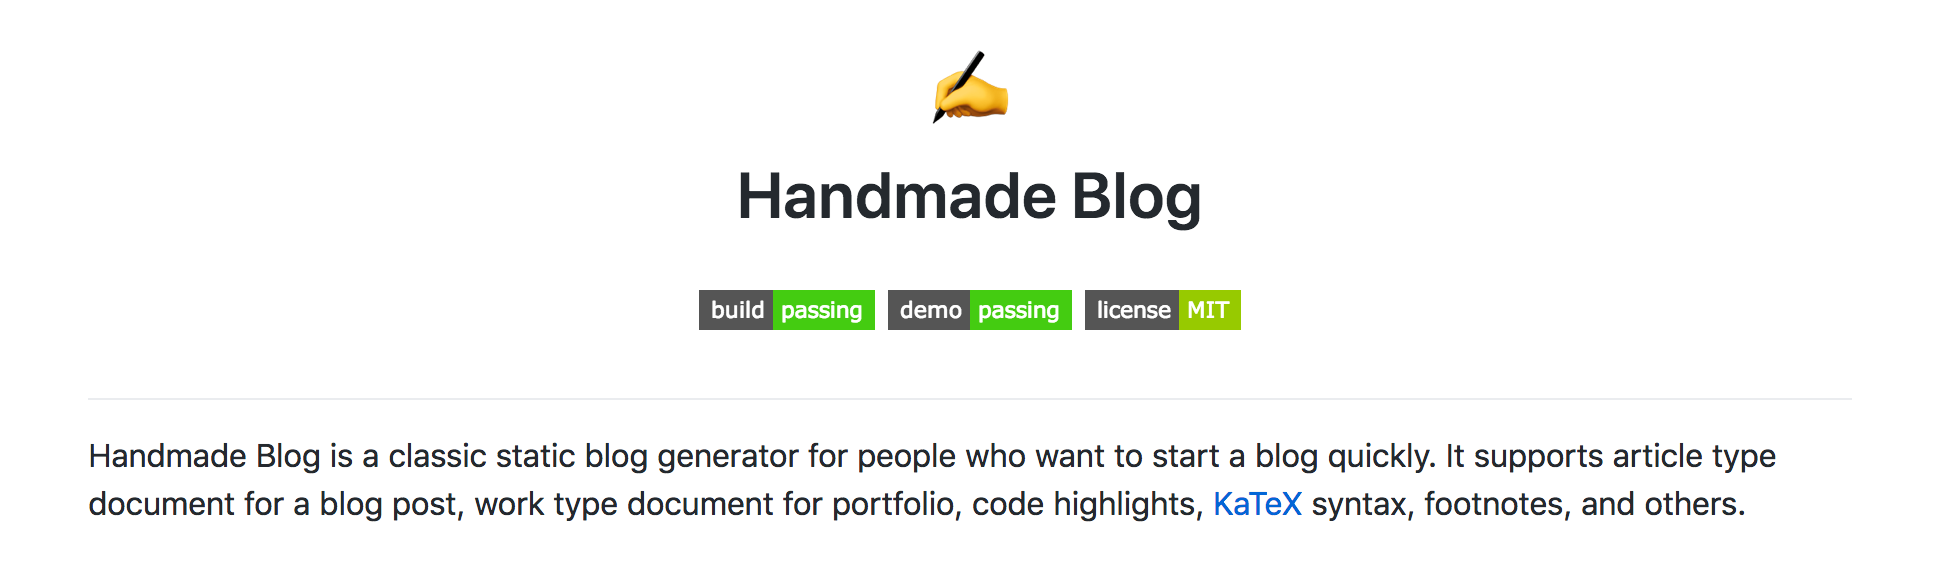 Handmade Blog
build passing demo passing license MIT
Handmade Blog is a classic static blog generator for people who want to start a blog quickly. It supports article type
document for a blog post, work type document for portfolio, code highlights, KaTeX syntax, footnotes, and others.